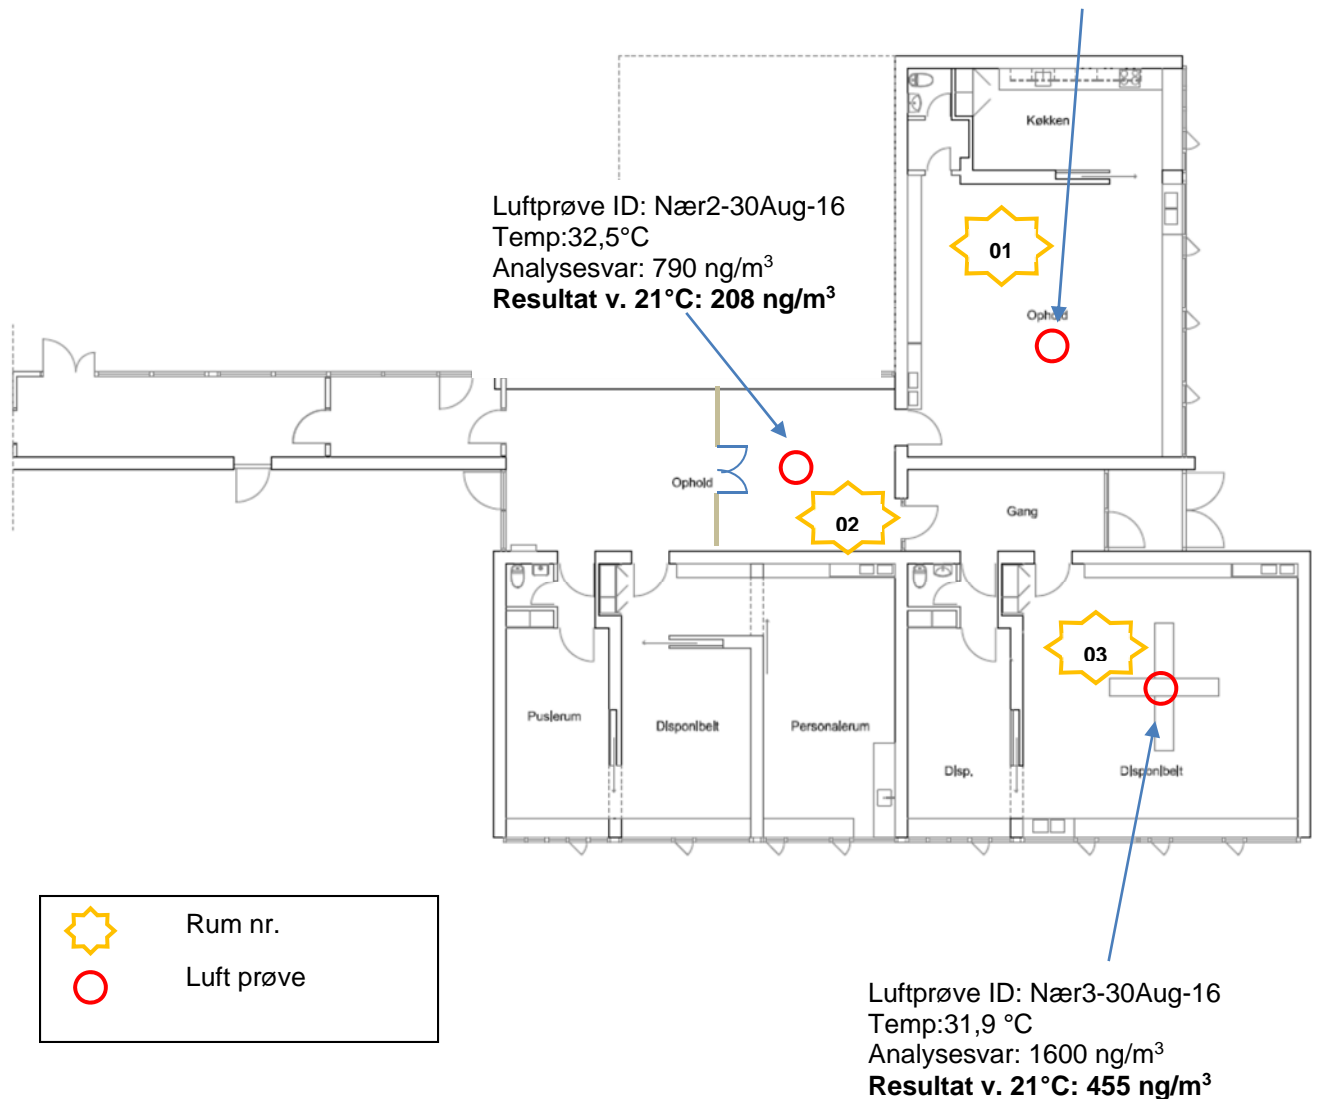 Køkken
Luftprøve ID: Nær2-30Aug-16
Temp:32,5°C
Analysesvar: 790 ng/m³
Resultat v. 21°C: 208 ng/m³
01
Ophold
Ophold
02
Gang
03
Puslerum
Disponibelt
Personalerum
Disp.
Disponibelt
Rum nr.
Luft prøve
Luftprøve ID: Nær3-30Aug-16
Temp:31,9 °C
Analysesvar: 1600 ng/m³
Resultat v. 21°C: 455 ng/m³